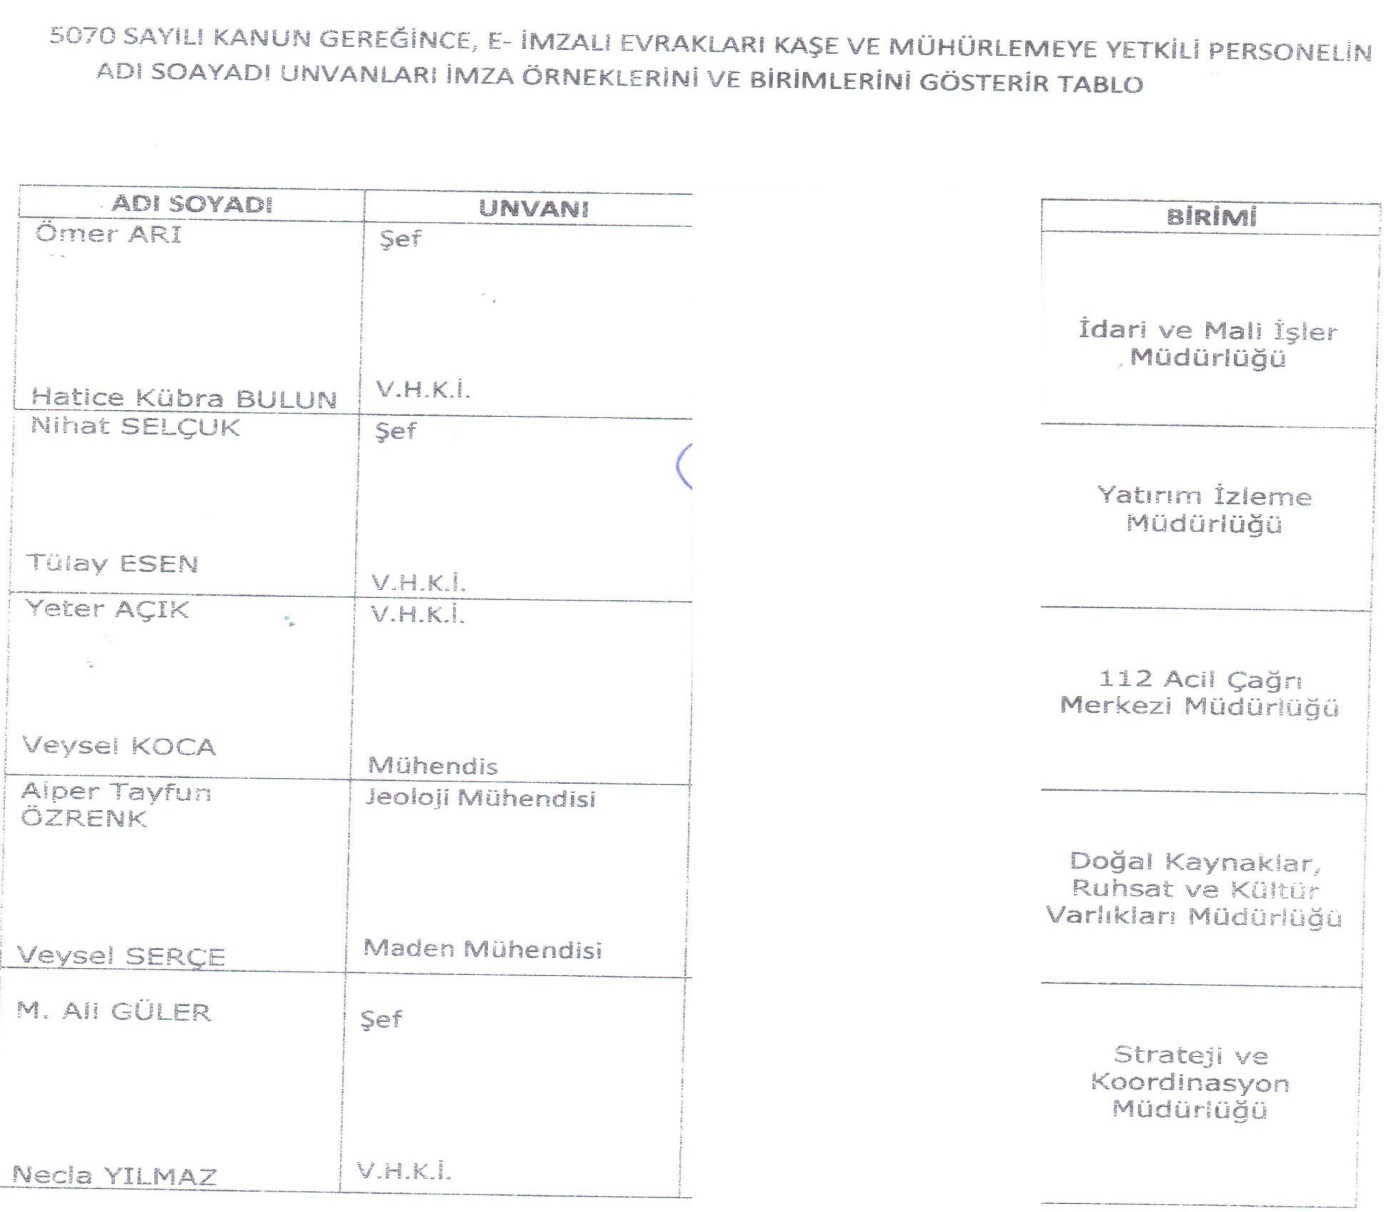 5070 SAYILI KANUN GEREĞİNCE, E- İMZALI EVRAKLARI KAŞE VE MÜHÜRLEMEYE YETKİLİ PERSONELİN
ADI SOAYADI UNVANLARI İMZA ÖRNEKLERİNİ VE BİRİMLERİNİ GÖSTERİR TABLO
ADI SOYADI UNVANI BİRİMİ
Ömer ARI Şef
İdari ve Mali İşler
Müdürlüğü
Hatice Kübra BULUN V.H.K.İ.
Nihat SELÇUK Şef
Yatırım İzleme
Müdürlüğü
Tülay ESEN V.H.K.İ.
Yeter AÇIK V.H.K.İ.
112 Acil Çağrı
Merkezi Müdürlüğü
Veysel KOCA Mühendis
Alper Tayfun Jeoloji Mühendisi
ÖZRENK
Doğal Kaynaklar,
Ruhsat ve Kültür
Varlıkları Müdürlüğü
Veysel SERÇE Maden Mühendisi
M. Ali GÜLER Şef
Strateji ve
Koordinasyon
Müdürlüğü
Necla YILMAZ V.H.K.İ.